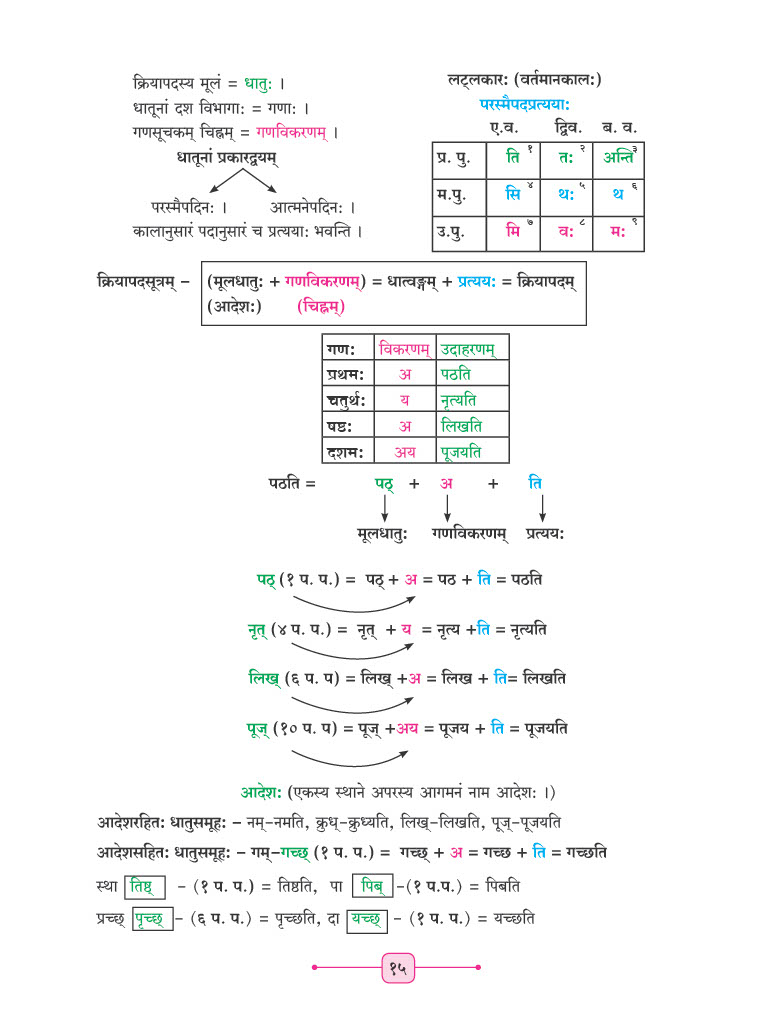 क्रियापदस्य मूलं = धातुः ।
धातूनां दश विभागाः = गणाः ।
गणसूचकम् चिह्नम् = गणविकरणम् ।
धातूनां प्रकारद्वयम्
परस्मैपदिनः । आत्मनेपदिनः ।
कालानुसारं पदानुसारं च प्रत्ययाः भवन्ति ।
लट्लकारः (वर्तमानकालः)
परस्मैपदप्रत्ययाः
ए.व. द्विव. ब. व.
प्र. पु. ति १ तः २ अन्ति ३
म.पु. सि ४ थः ५ थ ६
उ.पु. मि ७ वः ८ मः ९
क्रियापदसूत्रम् – (मूलधातुः + गणविकरणम्) = धात्वङ्गम् + प्रत्ययः = क्रियापदम्
(आदेशः) (चिह्नम्)
गणः विकरणम् उदाहरणम्
प्रथमः अ पठति
चतुर्थः य नृत्यति
षष्ठः अ लिखति
दशमः अय पूजयति
पठति = पठ् + अ + ति
मूलधातुः गणविकरणम् प्रत्ययः
पठ् (१ प. प.) = पठ् + अ = पठ + ति = पठति
नृत् (४ प. प.) = नृत् + य = नृत्य +ति = नृत्यति
लिख् (६ प. प) = लिख् +अ = लिख + ति= लिखति
पूज् (१० प. प) = पूज् +अय = पूजय + ति = पूजयति
आदेशः (एकस्य स्थाने अपरस्य आगमनं नाम आदेशः ।)
आदेशरहितः धातुसमूहः – नम्–नमति, क्रुध्–क्रुध्यति, लिख्–लिखति, पूज्–पूजयति
आदेशसहितः धातुसमूहः – गम्–गच्छ् (१ प. प.) = गच्छ् + अ = गच्छ + ति = गच्छति
स्था तिष्ठ् – (१ प. प.) = तिष्ठति, पा पिब् –(१ प.प.) = पिबति
प्रच्छ् पृच्छ् – (६ प. प.) = पृच्छति, दा यच्छ् – (१ प. प.) = यच्छति
१५